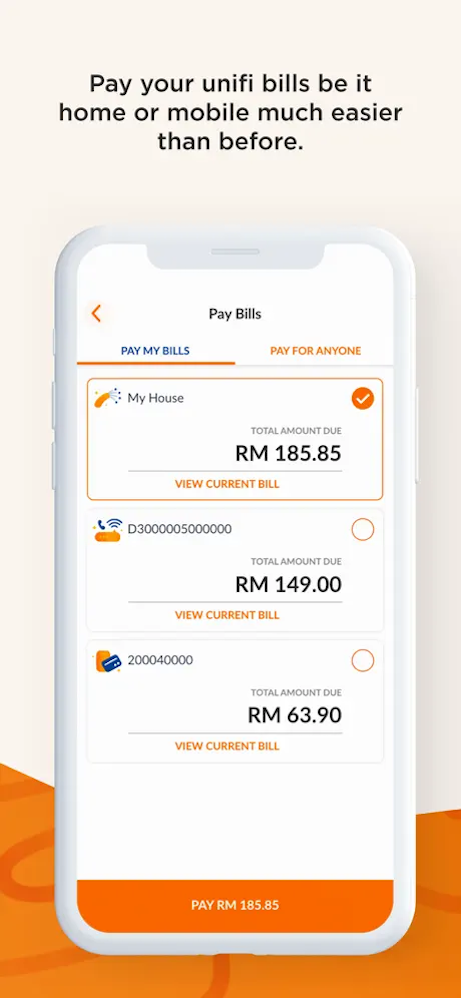 Pay your unifi bills be it
home or mobile much easier
than before.
Pay Bills
PAY MY BILLS
PAY FOR ANYONE
My House
TOTAL AMOUNT DUE
RM 185.85
VIEW CURRENT BILL
D3000005000000
TOTAL AMOUNT DUE
RM 149.00
VIEW CURRENT BILL
200040000
TOTAL AMOUNT DUE
RM 63.90
VIEW CURRENT BILL
PAY RM 185.85